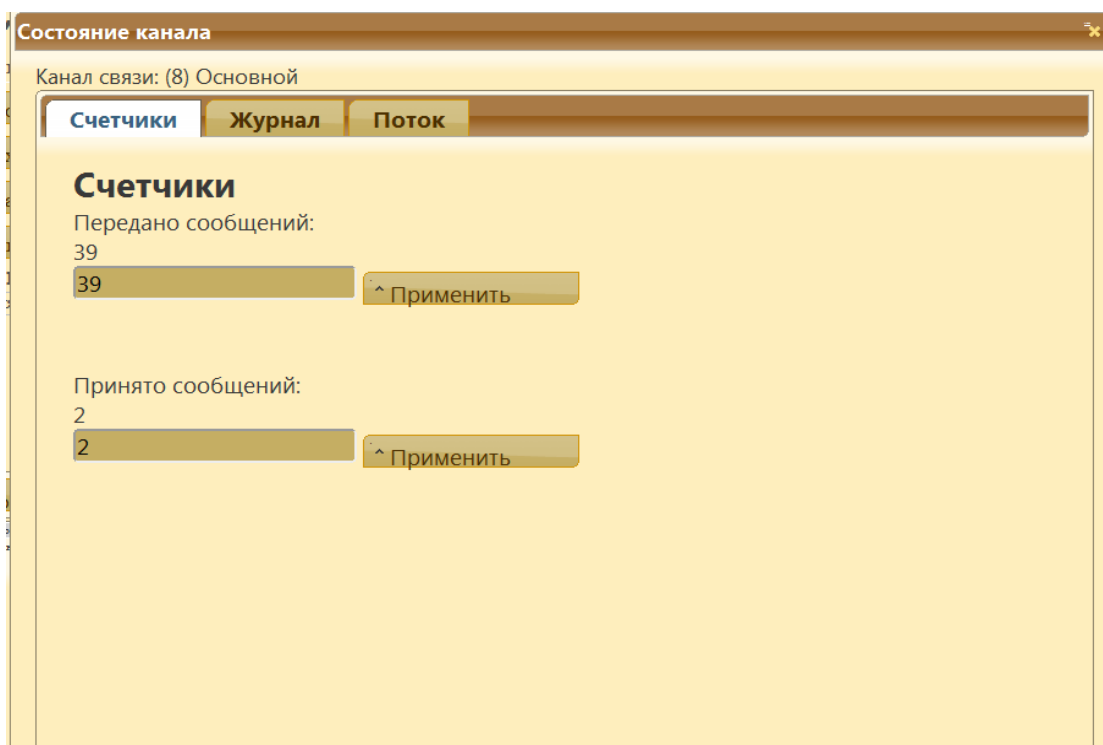 Состояние канала
Канал связи: (8) Основной
Счетчики Журнал Поток
Счетчики
Передано сообщений:
39
39 Применить
Принято сообщений:
2
2 Применить